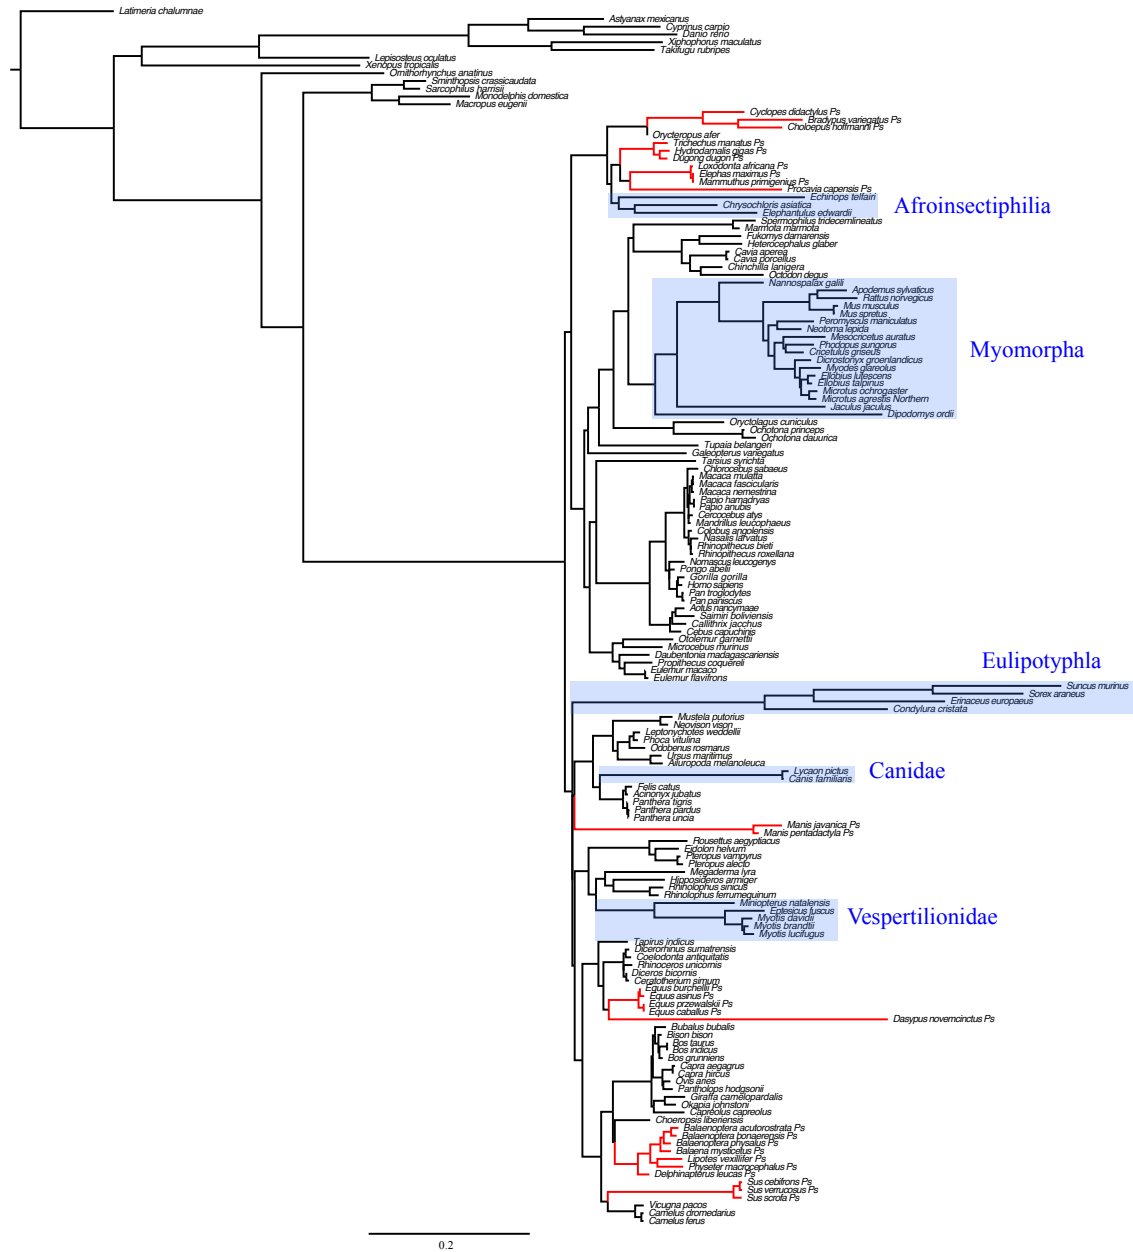 Latimeria chalumnae
Astyanax mexicanus
Cyprinus carpio
Danio rerio
Xiphophorus maculatus
Takifugu rubripes
Lepisosteus oculatus
Xenopus tropicalis
Ornithorhynchus anatinus
Sminthopsis crassicaudata
Sarcophilus harrisii
Monodelphis domestica
Macropus eugenii
Cyclopes didactylus Ps
Bradypus variegatus Ps
Choloepus hoffmanni Ps
Orycteropus afer
Trichechus manatus Ps
Hydrodamalis gigas Ps
Dugong dugon Ps
Loxodonta africana Ps
Elephas maximus Ps
Mammuthus primigenius Ps
Procavia capensis Ps
Echinops telfairi
Chrysochloris asiatica
Elephantulus edwardii
Afroinsectiphilia
Spermophilus tridecemlineatus
Marmota marmota
Fukomys damarensis
Heterocephalus glaber
Cavia aperea
Cavia porcellus
Chinchilla lanigera
Octodon degus
Nannospalax galili
Apodemus sylvaticus
Rattus norvegicus
Mus musculus
Mus spretus
Peromyscus maniculatus
Neotoma lepida
Mesocricetus auratus
Phodopus sungorus
Cricetulus griseus
Dicrostonyx groenlandicus
Myodes glareolus
Ellobius lutescens
Ellobius talpinus
Microtus ochrogaster
Microtus agrestis Northern
Jaculus jaculus
Dipodomys ordii
Myomorpha
Oryctolagus cuniculus
Ochotona princeps
Ochotona dauurica
Tupaia belangeri
Galeopterus variegatus
Tarsius syrichta
Chlorocebus sabaeus
Macaca mulatta
Macaca fascicularis
Macaca nemestrina
Papio hamadryas
Papio anubis
Cercocebus atys
Mandrillus leucophaeus
Colobus angolensis
Nasalis larvatus
Rhinopithecus bieti
Rhinopithecus roxellana
Nomascus leucogenys
Pongo abelii
Gorilla gorilla
Homo sapiens
Pan troglodytes
Pan paniscus
Aotus nancymaae
Saimiri boliviensis
Callithrix jacchus
Cebus capuchinis
Otolemur garnettii
Microcebus murinus
Daubentonia madagascariensis
Propithecus coquereli
Eulemur macaco
Eulemur flavifrons
Eulipotyphla
Suncus murinus
Sorex araneus
Erinaceus europaeus
Condylura cristata
Mustela putorius
Neovison vison
Leptonychotes weddellii
Phoca vitulina
Odobenus rosmarus
Ursus maritimus
Ailuropoda melanoleuca
Lycaon pictus
Canis familiaris
Canidae
Felis catus
Acinonyx jubatus
Panthera tigris
Panthera pardus
Panthera uncia
Manis javanica Ps
Manis pentadactyla Ps
Rousettus aegyptiacus
Eidolon helvum
Pteropus vampyrus
Pteropus alecto
Megaderma lyra
Hipposideros armiger
Rhinolophus sinicus
Rhinolophus ferrumequinum
Miniopterus natalensis
Eptesicus fuscus
Myotis davidii
Myotis brandtii
Myotis lucifugus
Vespertilionidae
Tapirus indicus
Dicerorhinus sumatrensis
Coelodonta antiquitatis
Rhinoceros unicornis
Diceros bicornis
Ceratotherium simum
Equus burchellii Ps
Equus asinus Ps
Equus przewalskii Ps
Equus caballus Ps
Dasypus novemcinctus Ps
Bubalus bubalis
Bison bison
Bos taurus
Bos indicus
Bos grunniens
Capra aegagrus
Capra hircus
Ovis aries
Pantholops hodgsonii
Giraffa camelopardalis
Okapia johnstoni
Capreolus capreolus
Choeropsis liberiensis
Balaenoptera acutorostrata Ps
Balaenoptera bonaerensis Ps
Balaenoptera physalus Ps
Balaena mysticetus Ps
Lipotes vexillifer Ps
Physeter macrocephalus Ps
Delphinapterus leucas Ps
Sus cebifrons Ps
Sus verrucosus Ps
Sus scrofa Ps
Vicugna pacos
Camelus dromedarius
Camelus ferus
0.2